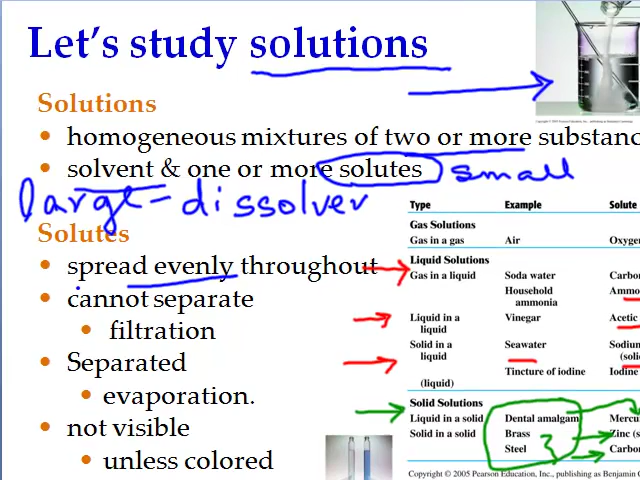 Let's study solutions
Solutions
• homogeneous mixtures of two or more substanc
• solvent & one or more solutes small
large - dissolver
Solutes
• spread evenly throughout
• cannot separate
• filtration
• Separated
• evaporation.
• not visible
• unless colored
Type Example Solute
Gas Solutions
Gas in a gas Air Oxyge
Liquid Solutions
Gas in a liquid Soda water Carbo
Household ammonia Ammo
Liquid in a liquid Vinegar Acetic
Solid in a liquid Seawater Sodiu (soli
(liquid) Tincture of iodine Iodine
Solid Solutions
Liquid in a solid Dental amalgam Mercu
Solid in a solid Brass Zinc (s
Steel Carbo
Copyright © 2005 Pearson Education, Inc., publishing as Benjamin C